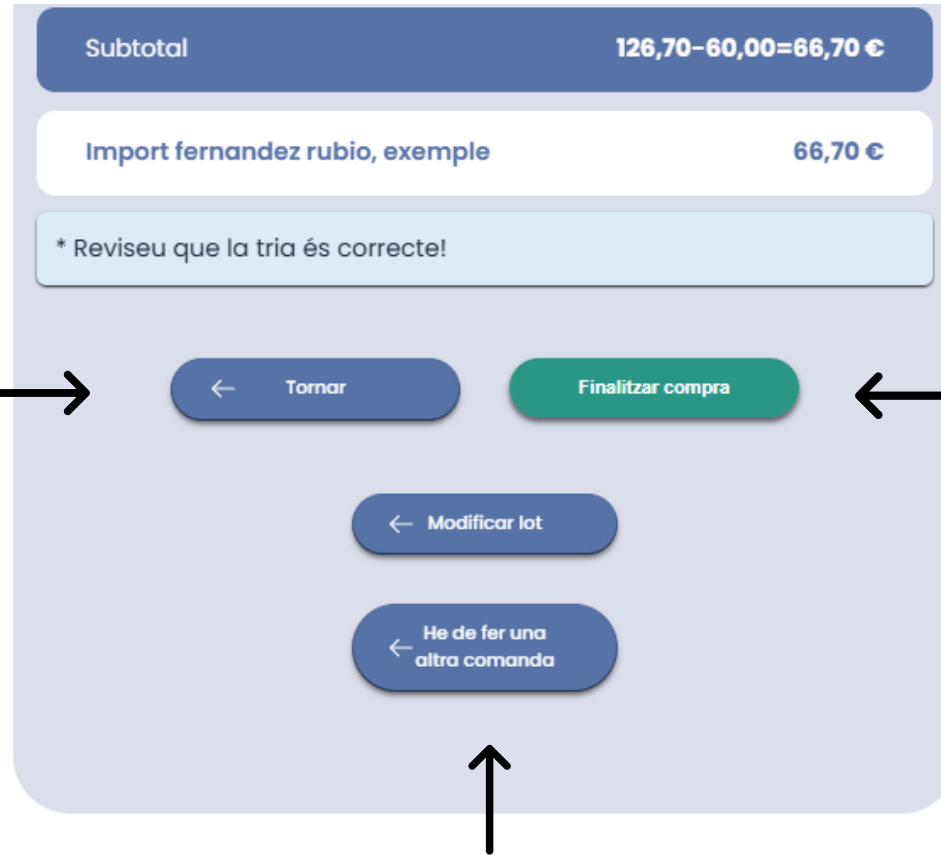 Subtotal 126,70-60,00=66,70 €
Import fernandez rubio, exemple 66,70 €
* Reviseu que la tria és correcte!
Tornar Finalitzar compra
Modificar lot
He de fer una
altra comanda